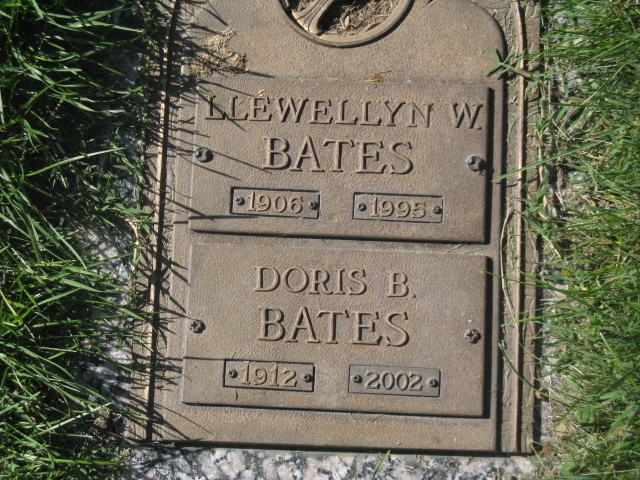 LLEWELLYN W.
BATES
1906 1995
DORIS B.
BATES
1912 2002